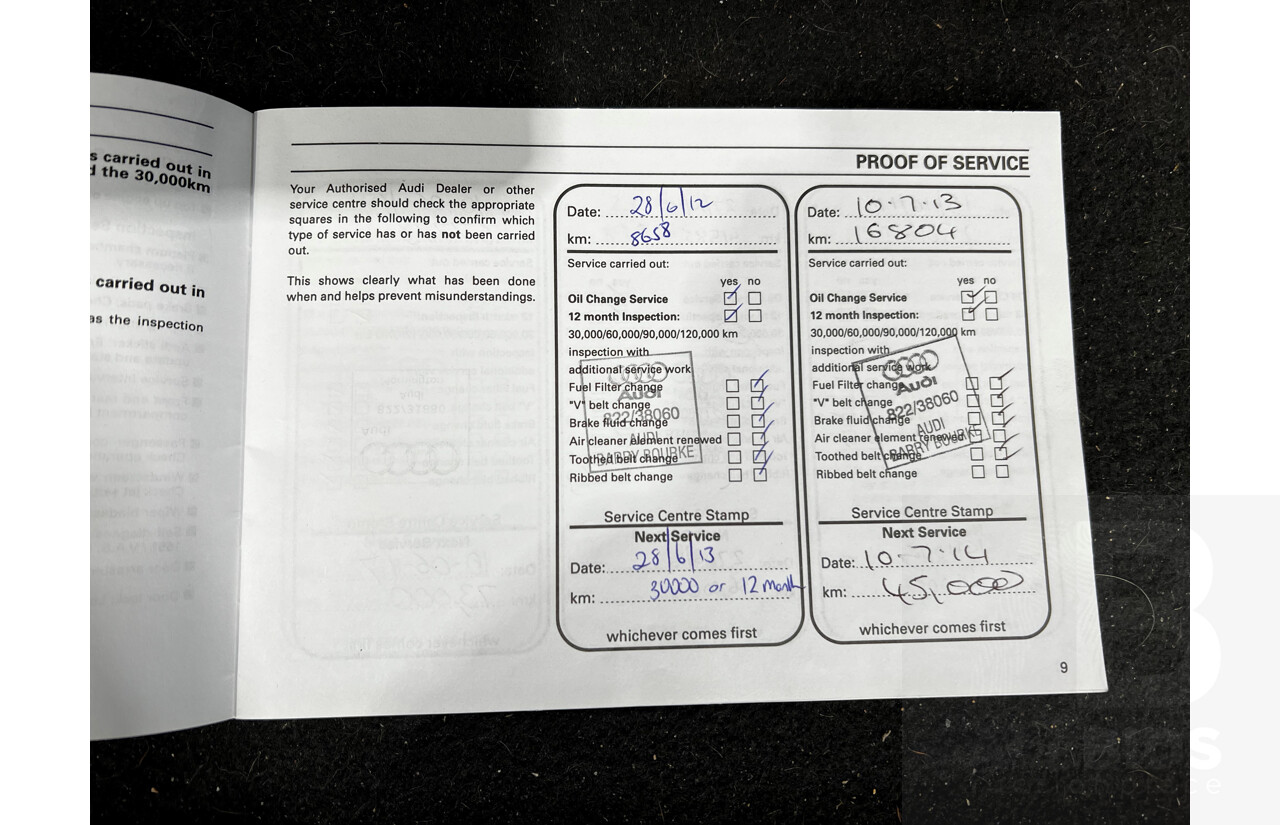 s carried out in
d the 30,000km
carried out in
as the inspection
PROOF OF SERVICE
Your Authorised Audi Dealer or other
service centre should check the appropriate
squares in the following to confirm which
type of service has or has not been carried
out.
This shows clearly what has been done
when and helps prevent misunderstandings.
Date: 28/6/12
km: 8658
Service carried out:
yes no
Oil Change Service
12 month Inspection:
30,000/60,000/90,000/120,000 km
inspection with
additional service work
Fuel Filter change
"V" belt change
Brake fluid change
Air cleaner element renewed
Toothed belt change
Ribbed belt change
Audi
822/38060
AUDI
BARRY BOURKE
Service Centre Stamp
Next Service
Date: 28/6/13
km: 30000 or 12 month
whichever comes first
Date: 10.7.13
km: 16804
Service carried out:
yes no
Oil Change Service
12 month Inspection:
30,000/60,000/90,000/120,000 km
inspection with
additional service work
Fuel Filter change
"V" belt change
Brake fluid change
Air cleaner element renewed
Toothed belt change
Ribbed belt change
Audi
822/38060
AUDI
BARRY BOURKE
Service Centre Stamp
Next Service
Date: 10.7.14
km: 45,000
whichever comes first
9